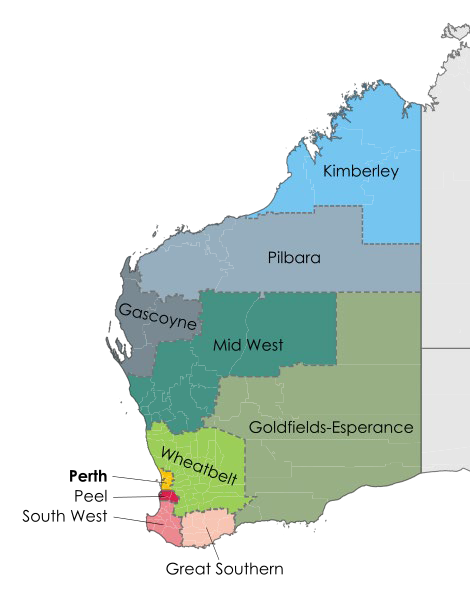 Kimberley
Pilbara
Gascoyne
Mid West
Goldfields-Esperance
Wheatbelt
Perth
Peel
South West
Great Southern